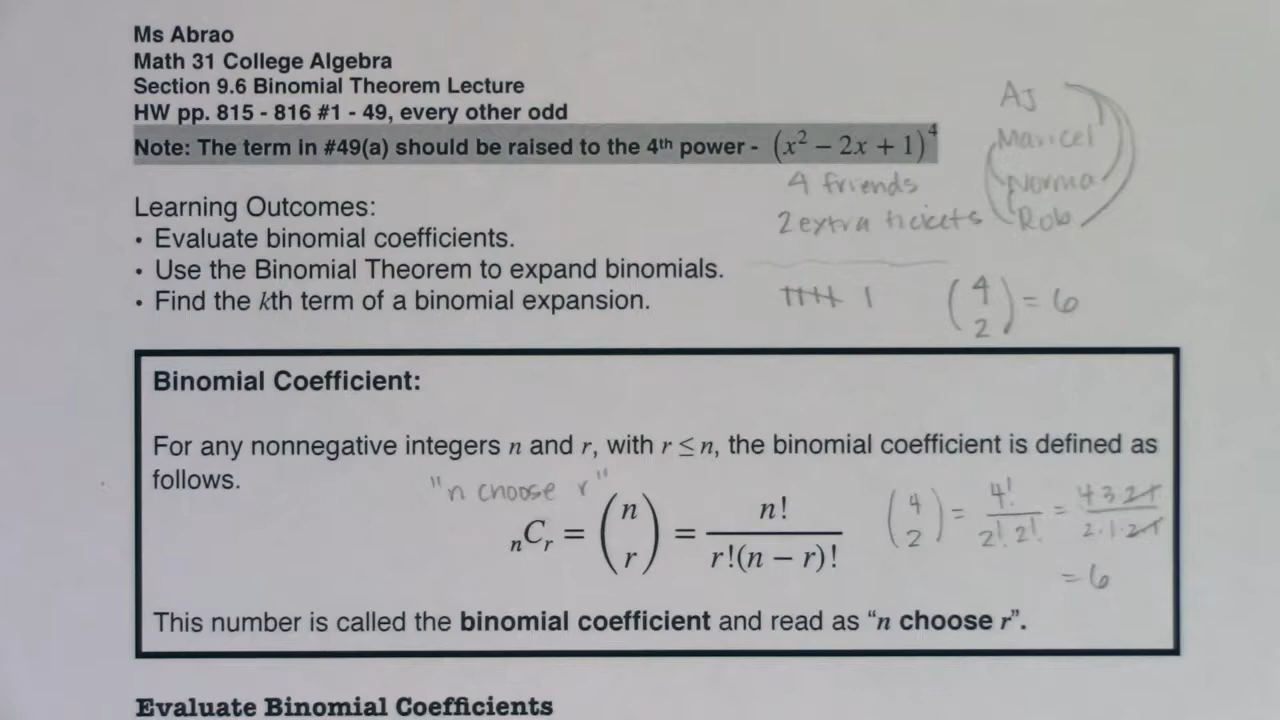 Ms Abrao
Math 31 College Algebra
Section 9.6 Binomial Theorem Lecture
HW pp. 815 - 816 #1 - 49, every other odd
Note: The term in #49(a) should be raised to the 4th power - (x² − 2x + 1)⁴
AJ
Maricel
Norma
Rob
4 friends
2 extra tickets
Learning Outcomes:
• Evaluate binomial coefficients.
• Use the Binomial Theorem to expand binomials.
• Find the kth term of a binomial expansion.
𝍸 | (4 2) = 6
Binomial Coefficient:
For any nonnegative integers n and r, with r ≤ n, the binomial coefficient is defined as
follows.
"n choose r"
nCr = (n r) = n! / r!(n − r)!
(4 2) = 4! / 2! 2! = 4 3 2 1 / 2·1·2·1
= 6
This number is called the binomial coefficient and read as “n choose r”.
Evaluate Binomial Coefficients